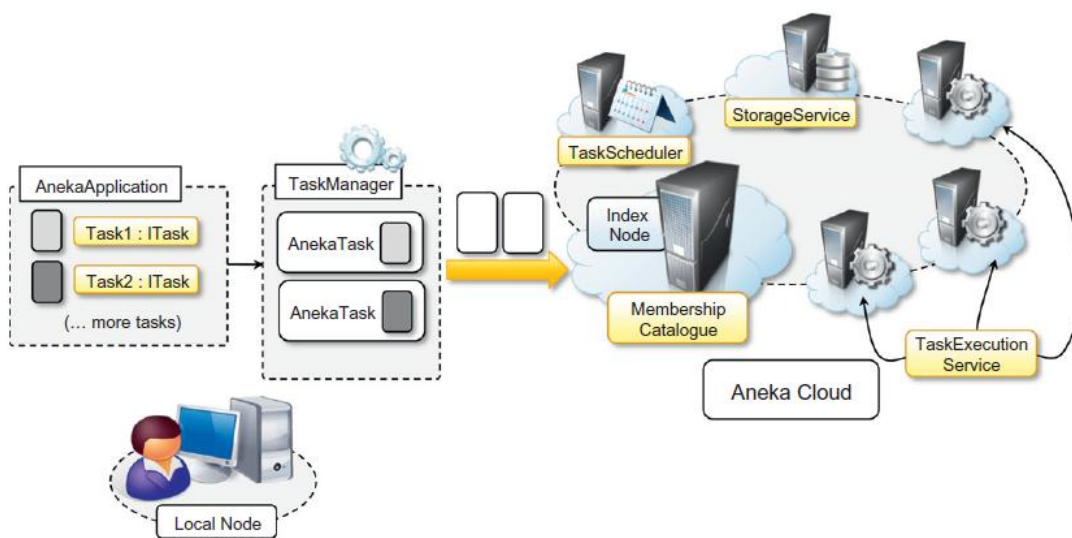 AnekaApplication
Task1 : ITask
Task2 : ITask
(... more tasks)
TaskManager
AnekaTask
AnekaTask
TaskScheduler
StorageService
Index
Node
Membership
Catalogue
TaskExecution
Service
Aneka Cloud
Local Node